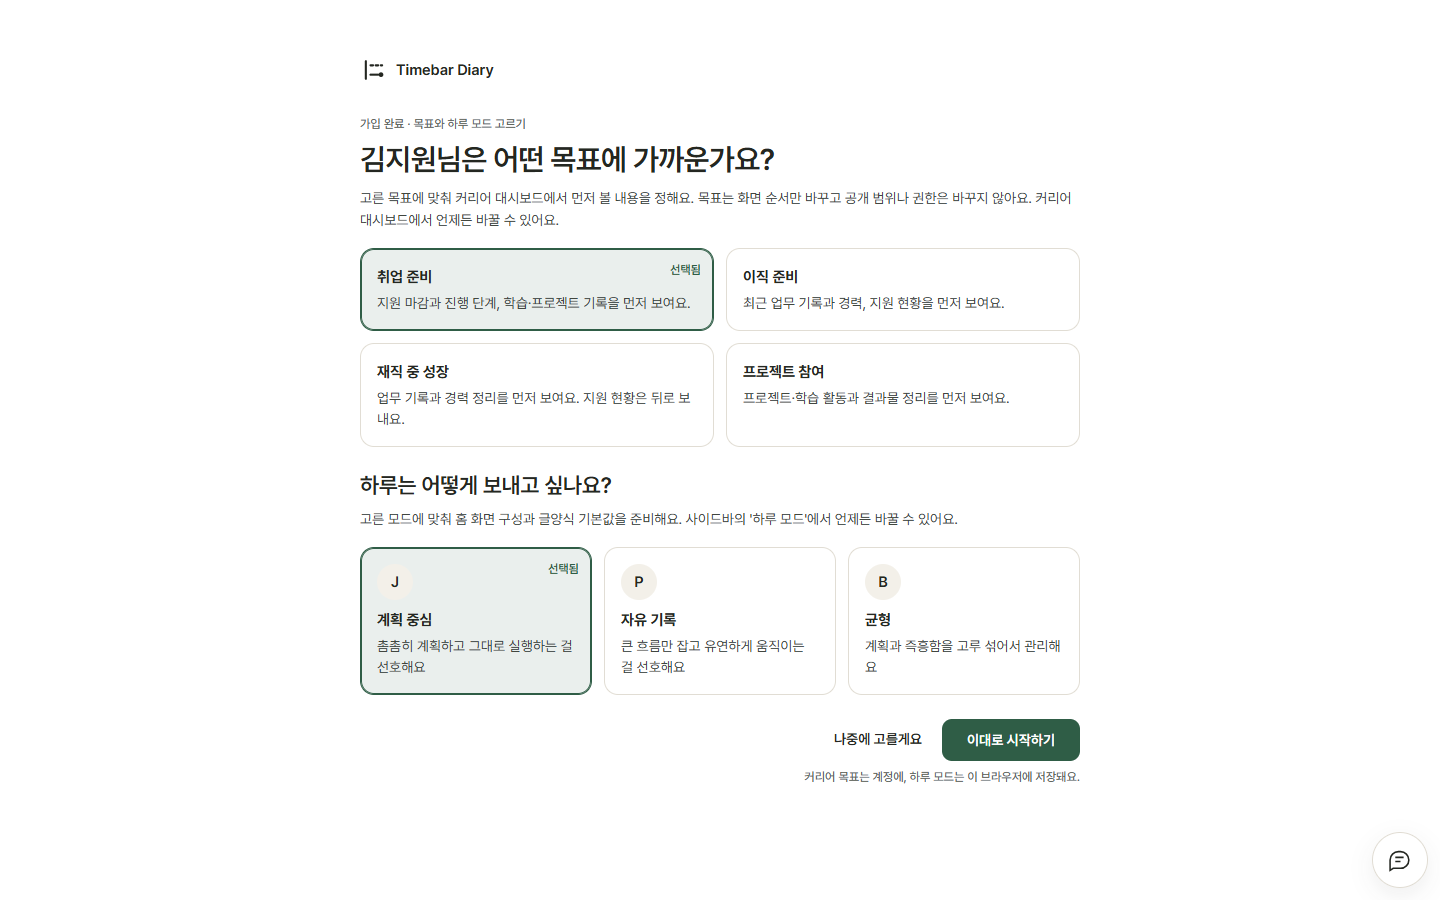 Timebar Diary
가입 완료 · 목표와 하루 모드 고르기
김지원님은 어떤 목표에 가까운가요?
고른 목표에 맞춰 커리어 대시보드에서 먼저 볼 내용을 정해요. 목표는 화면 순서만 바꾸고 공개 범위나 권한은 바꾸지 않아요. 커리어
대시보드에서 언제든 바꿀 수 있어요.
취업 준비
선택됨
지원 마감과 진행 단계, 학습·프로젝트 기록을 먼저 보여요.
이직 준비
최근 업무 기록과 경력, 지원 현황을 먼저 보여요.
재직 중 성장
업무 기록과 경력 정리를 먼저 보여요. 지원 현황은 뒤로 보
내요.
프로젝트 참여
프로젝트·학습 활동과 결과물 정리를 먼저 보여요.
하루는 어떻게 보내고 싶나요?
고른 모드에 맞춰 홈 화면 구성과 글양식 기본값을 준비해요. 사이드바의 '하루 모드'에서 언제든 바꿀 수 있어요.
J
선택됨
계획 중심
촘촘히 계획하고 그대로 실행하는 걸
선호해요
P
자유 기록
큰 흐름만 잡고 유연하게 움직이는
걸 선호해요
B
균형
계획과 즉흥함을 고루 섞어서 관리해
요
나중에 고를게요
이대로 시작하기
커리어 목표는 계정에, 하루 모드는 이 브라우저에 저장돼요.